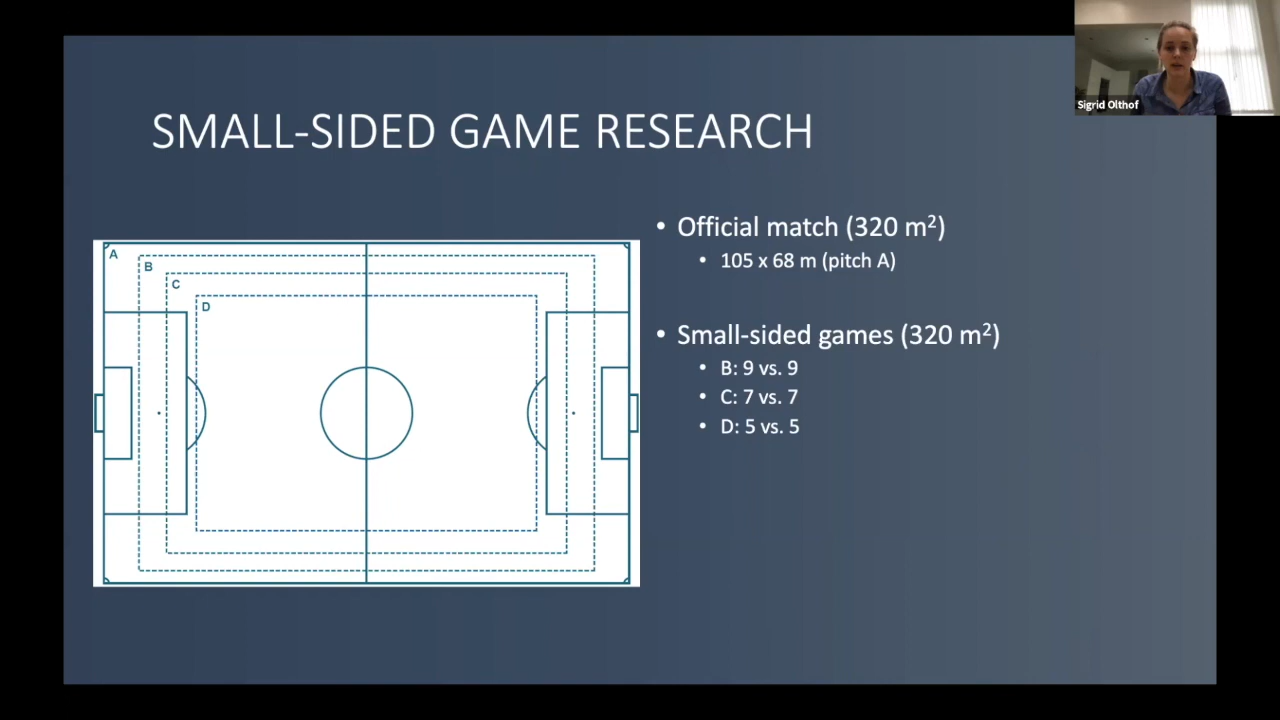 Sigrid Olthof
SMALL-SIDED GAME RESEARCH
A
B
C
D
• Official match (320 m²)
• 105 x 68 m (pitch A)
• Small-sided games (320 m²)
• B: 9 vs. 9
• C: 7 vs. 7
• D: 5 vs. 5